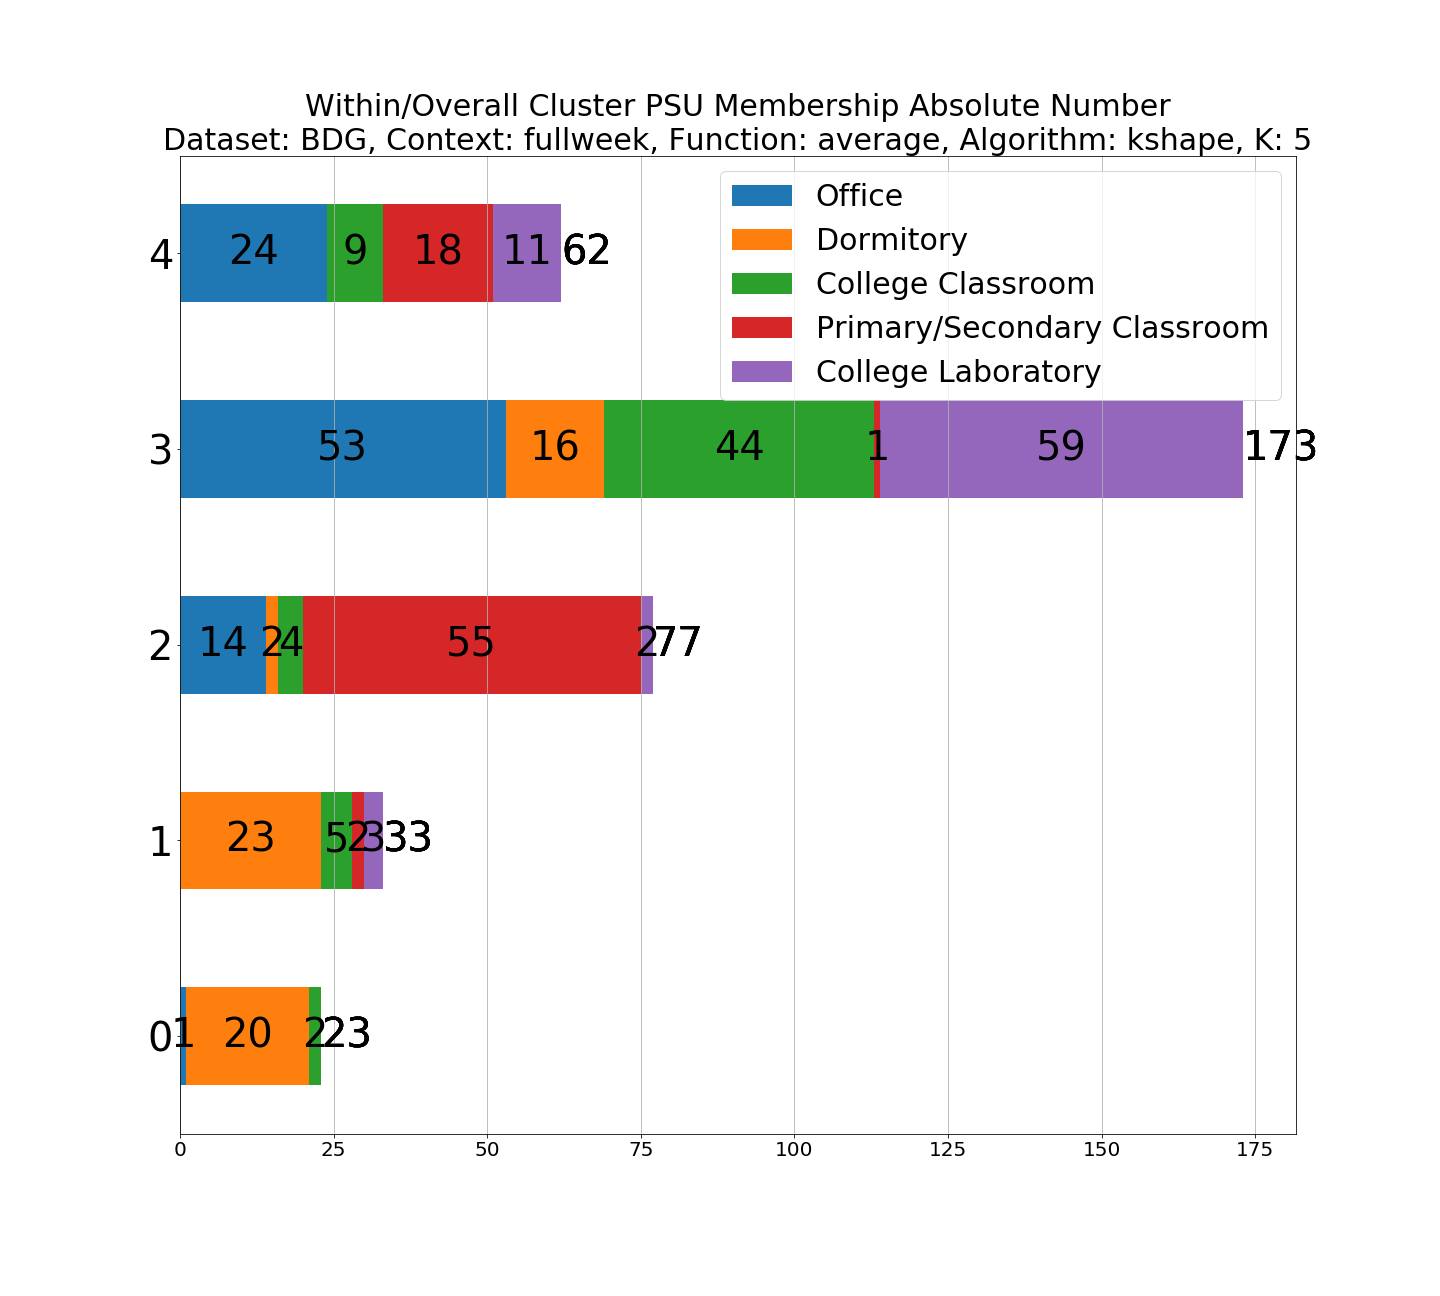 Within/Overall Cluster PSU Membership Absolute Number
Dataset: BDG, Context: fullweek, Function: average, Algorithm: kshape, K: 5
Office
Dormitory
College Classroom
Primary/Secondary Classroom
College Laboratory
4 24 9 18 11 62
3 53 16 44 1 59 173
2 14 2 4 55 2 77
1 23 5 2 3 33
0 1 20 2 23
0 25 50 75 100 125 150 175